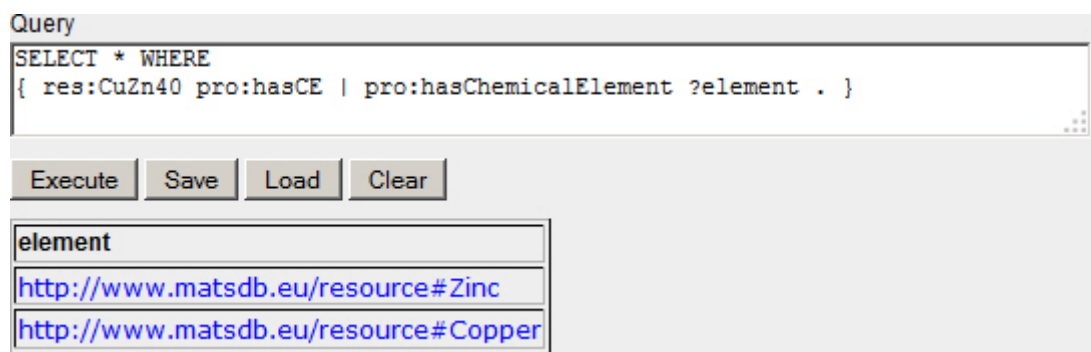 Query
SELECT * WHERE
{ res:CuZn40 pro:hasCE | pro:hasChemicalElement ?element . }
Execute Save Load Clear
element
http://www.matsdb.eu/resource#Zinc
http://www.matsdb.eu/resource#Copper